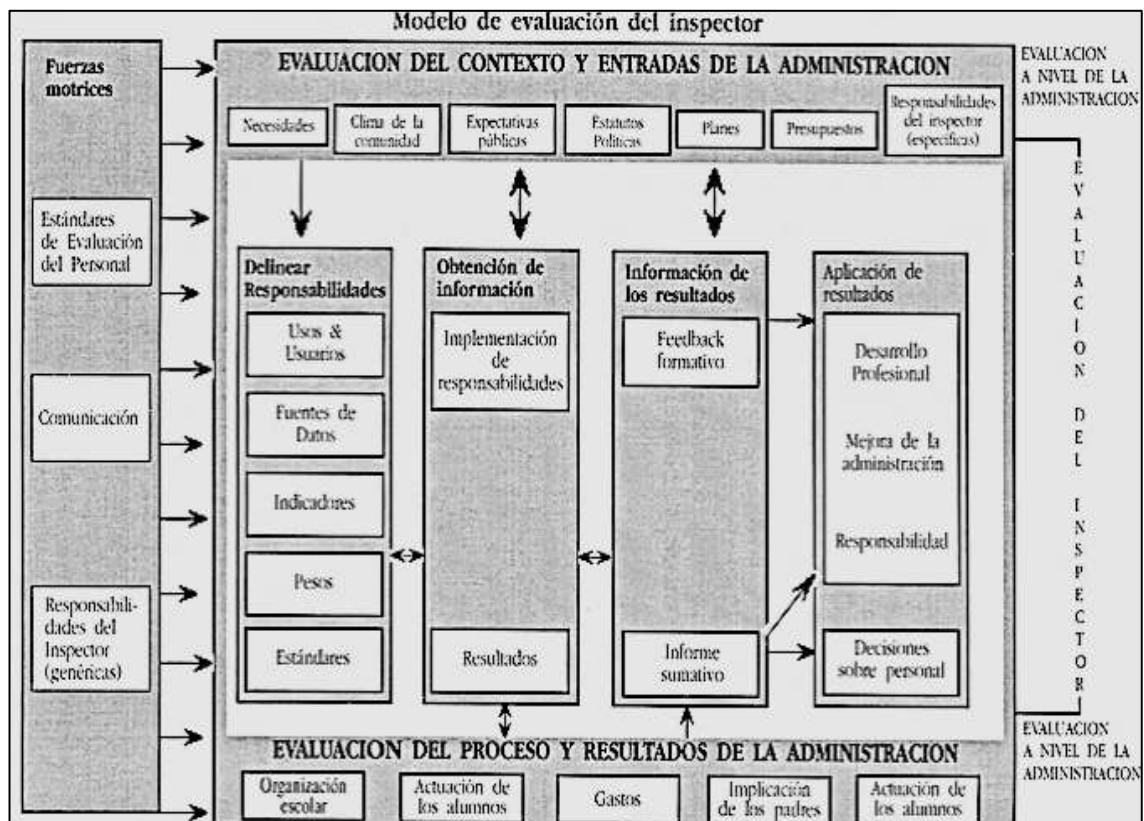 Modelo de evaluación del inspector
Fuerzas
motrices
Estándares
de Evaluación
del Personal
Comunicación
Responsabili-
dades del
Inspector
(genéricas)
EVALUACION DEL CONTEXTO Y ENTRADAS DE LA ADMINISTRACION
Necesidades
Clima de la
comunidad
Expectativas
públicas
Estatutos
Políticas
Planes
Presupuestos
Responsabilidades
del inspector
(específicas)
Delinear
Responsabilidades
Usos &
Usuarios
Fuentes de
Datos
Indicadores
Pesos
Estándares
Obtención de
información
Implementación
de
responsabilidades
Resultados
Información de
los resultados
Feedback
formativo
Informe
sumativo
Aplicación de
resultados
Desarrollo
Profesional
Mejora de la
administración
Responsabilidad
Decisiones
sobre personal
EVALUACION DEL PROCESO Y RESULTADOS DE LA ADMINISTRACION
Organización
escolar
Actuación de
los alumnos
Gastos
Implicación
de los padres
Actuación de
los alumnos
EVALUACION
A NIVEL DE LA
ADMINISTRACION
EVALUACION DEL INSPECTOR
EVALUACION
A NIVEL DE LA
ADMINISTRACION